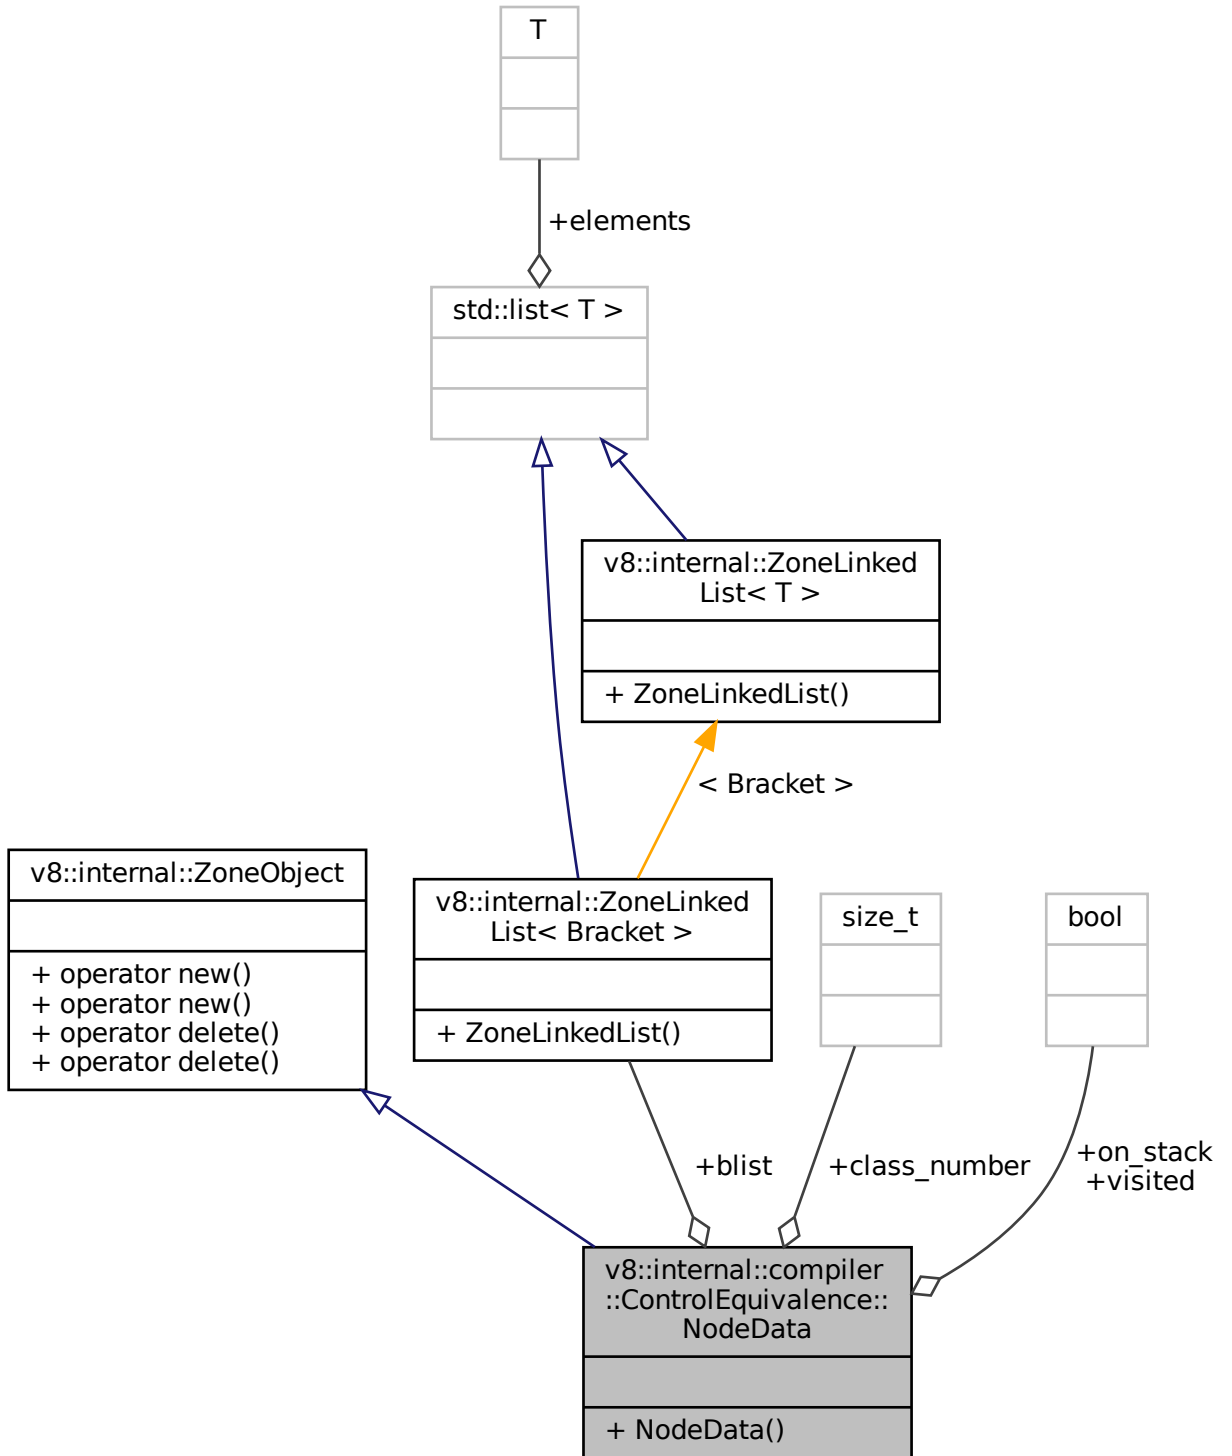 T
+elements
std::list< T >
v8::internal::ZoneLinked
List< T >
+ ZoneLinkedList()
< Bracket >
v8::internal::ZoneObject
+ operator new()
+ operator new()
+ operator delete()
+ operator delete()
v8::internal::ZoneLinked
List< Bracket >
+ ZoneLinkedList()
size_t
bool
+blist
+class_number
+on_stack
+visited
v8::internal::compiler
::ControlEquivalence::
NodeData
+ NodeData()